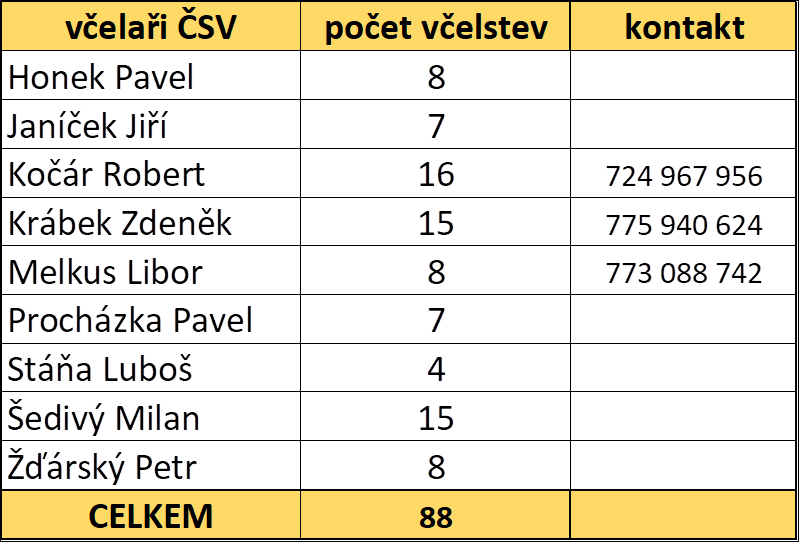 včelaři ČSV počet včelstev kontakt
Honek Pavel 8
Janíček Jiří 7
Kočár Robert 16 724 967 956
Krábek Zdeněk 15 775 940 624
Melkus Libor 8 773 088 742
Procházka Pavel 7
Stáňa Luboš 4
Šedivý Milan 15
Žďárský Petr 8
CELKEM 88